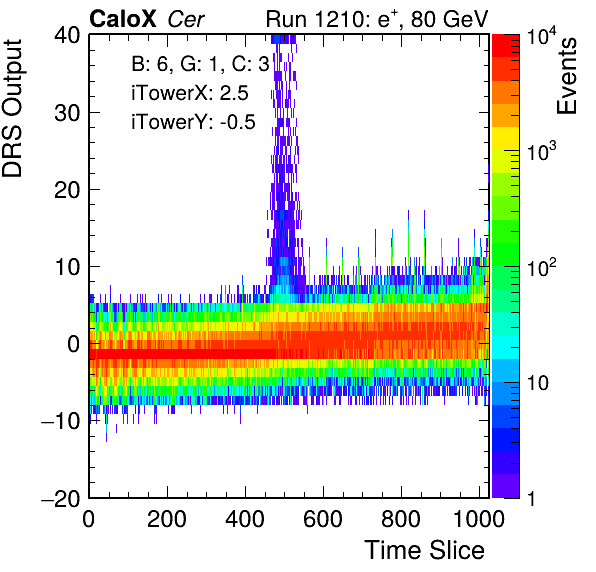 CaloX Cer Run 1210: e+, 80 GeV
B: 6, G: 1, C: 3
iTowerX: 2.5
iTowerY: -0.5
DRS Output
40
30
20
10
0
−10
−20
0 200 400 600 800 1000
Time Slice
Events
10^4
10^3
10^2
10
1